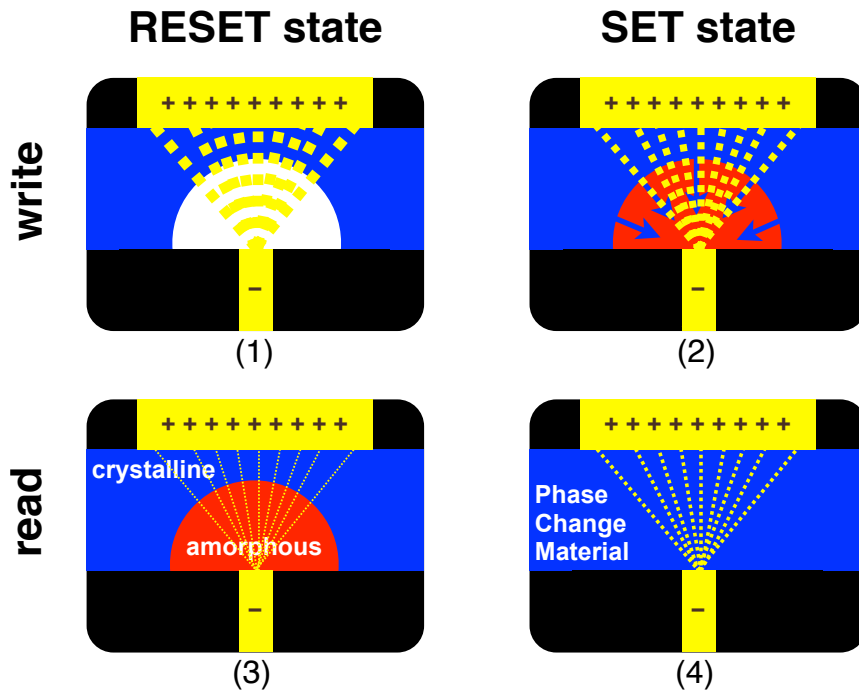 RESET state
SET state
write
+ + + + + + + + +
+ + + + + + + + +
−
−
(1)
(2)
read
+ + + + + + + + +
+ + + + + + + + +
crystalline
amorphous
Phase
Change
Material
−
−
(3)
(4)